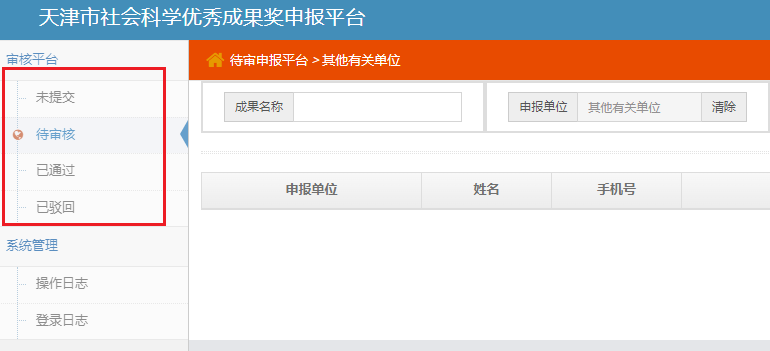 天津市社会科学优秀成果奖申报平台
审核平台
未提交
待审核
已通过
已驳回
系统管理
操作日志
登录日志
待审申报平台 > 其他有关单位
成果名称
申报单位 其他有关单位 清除
申报单位 姓名 手机号